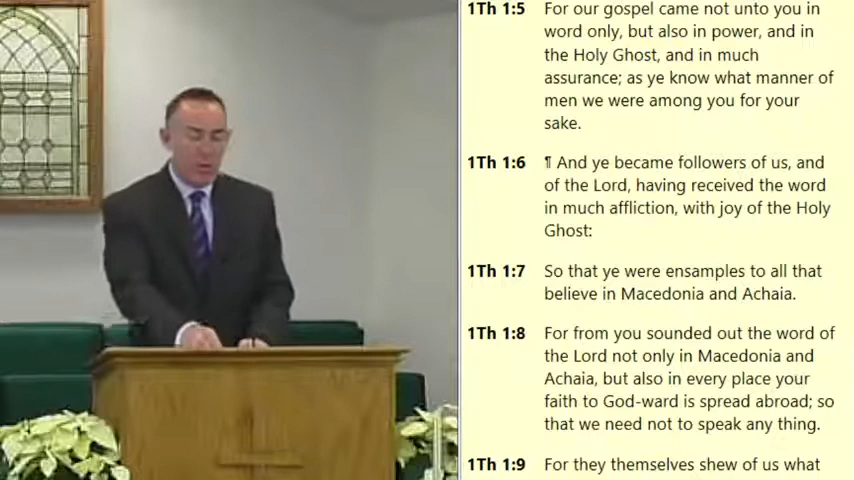 1Th 1:5 For our gospel came not unto you in
word only, but also in power, and in
the Holy Ghost, and in much
assurance; as ye know what manner of
men we were among you for your
sake.
1Th 1:6 ¶ And ye became followers of us, and
of the Lord, having received the word
in much affliction, with joy of the Holy
Ghost:
1Th 1:7 So that ye were ensamples to all that
believe in Macedonia and Achaia.
1Th 1:8 For from you sounded out the word of
the Lord not only in Macedonia and
Achaia, but also in every place your
faith to God-ward is spread abroad; so
that we need not to speak any thing.
1Th 1:9 For they themselves shew of us what